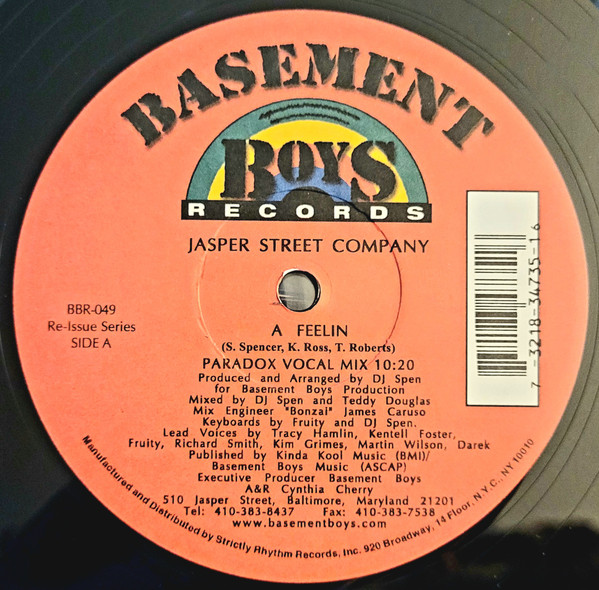 BASEMENT
BOYS
RECORDS
JASPER STREET COMPANY
BBR-049
Re-Issue Series
SIDE A
A FEELIN
(S. Spencer, K. Ross, T. Roberts)
PARADOX VOCAL MIX 10:20
Produced and Arranged by DJ Spen
for Basement Boys Production
Mixed by DJ Spen and Teddy Douglas
Mix Engineer "Bonzai" James Caruso
Keyboards by Fruity and DJ Spen.
Lead Voices by Tracy Hamlin, Kentell Foster,
Fruity, Richard Smith, Kim Grimes, Martin Wilson, Darek
Published by Kinda Kool Music (BMI)/
Basement Boys Music (ASCAP)
Executive Producer Basement Boys
A&R Cynthia Cherry
510 Jasper Street, Baltimore, Maryland 21201
Tel: 410-383-8437 Fax: 410-383-7538
www.basementboys.com
Manufactured and Distributed by Strictly Rhythm Records, Inc. 920 Broadway, 14 Floor, N.Y.C., NY 10010
7-3218-34735-1 6